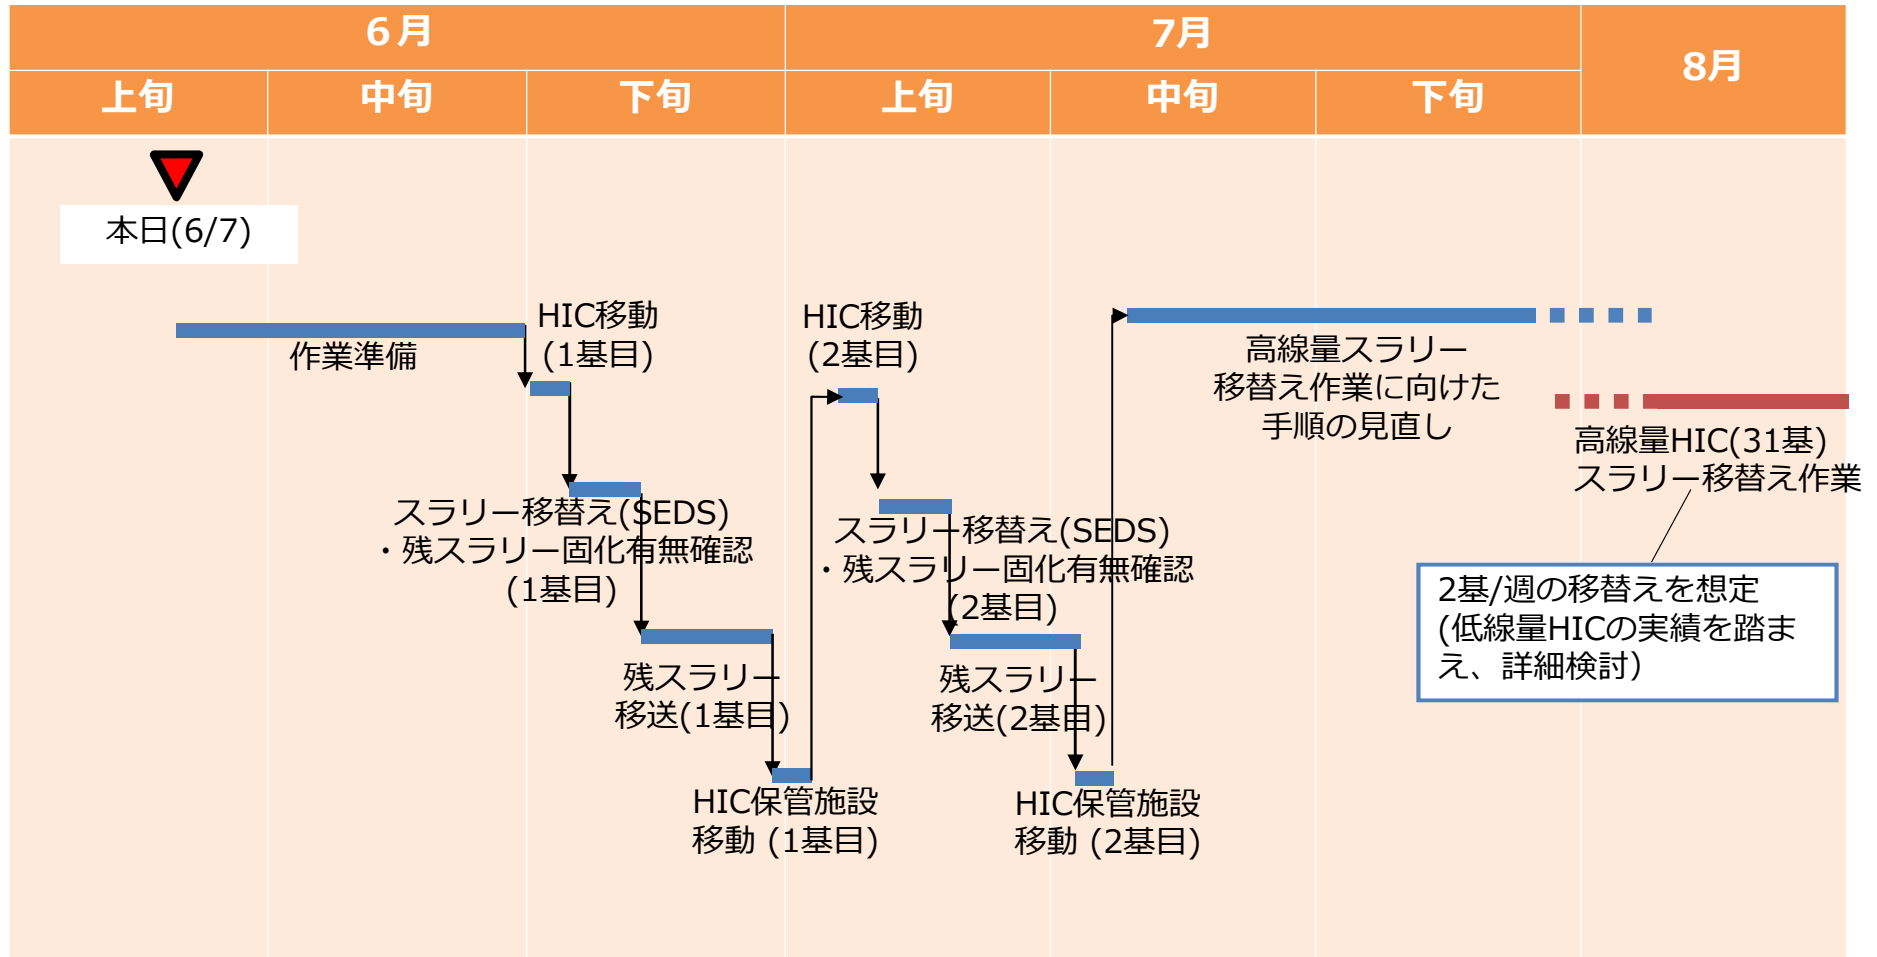 ６月
7月
8月
上旬
中旬
下旬
上旬
中旬
下旬
本日(6/7)
作業準備
HIC移動
(1基目)
スラリー移替え(SEDS)
・残スラリー固化有無確認
(1基目)
残スラリー
移送(1基目)
HIC保管施設
移動 (1基目)
HIC移動
(2基目)
スラリー移替え(SEDS)
・残スラリー固化有無確認
(2基目)
残スラリー
移送(2基目)
HIC保管施設
移動 (2基目)
高線量スラリー
移替え作業に向けた
手順の見直し
高線量HIC(31基)
スラリー移替え作業
2基/週の移替えを想定
(低線量HICの実績を踏ま
え、詳細検討）